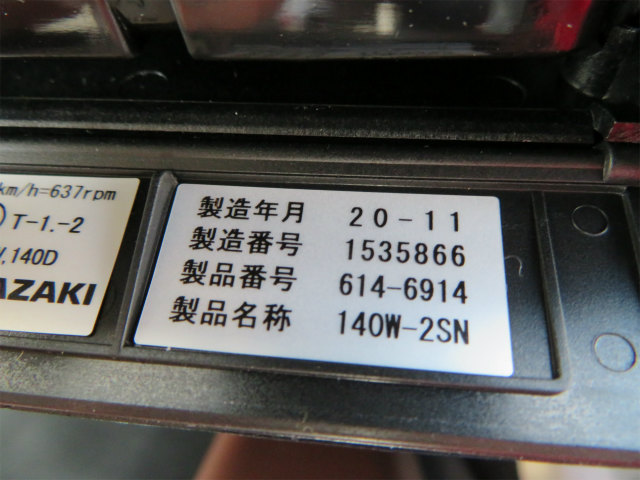 km/h=637rpm
T-1.-2
,140D
AZAKI
製造年月 20-11
製造番号 1535866
製品番号 614-6914
製品名称 140W-2SN